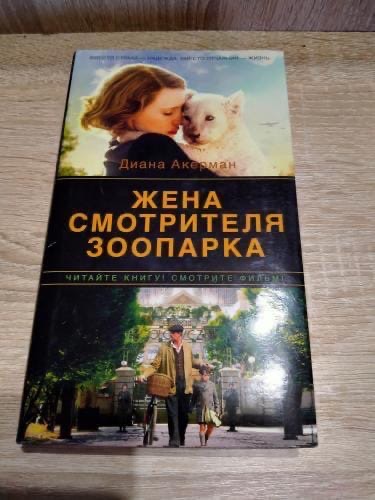 ВМЕСТО СТРАХА — НАДЕЖДА, ВМЕСТО ОТЧАЯНИЯ — ЖИЗНЬ
Диана Акерман
ЖЕНА
СМОТРИТЕЛЯ
ЗООПАРКА
ЧИТАЙТЕ КНИГУ! СМОТРИТЕ ФИЛЬМ!